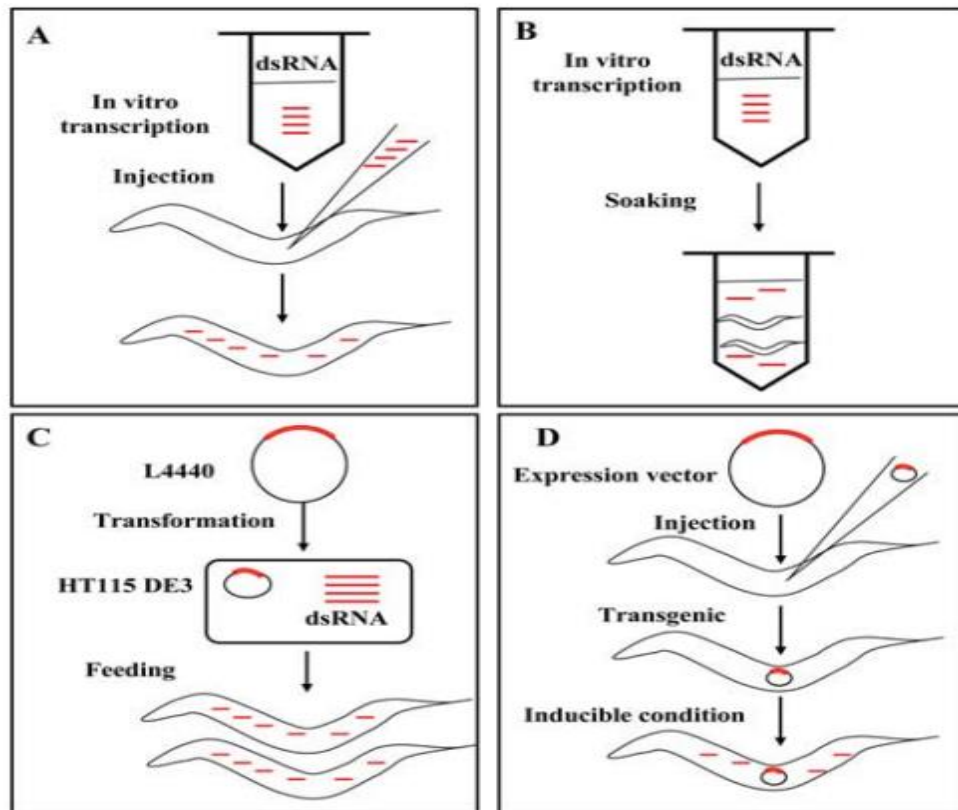 A
dsRNA
In vitro
transcription
Injection
B
dsRNA
In vitro
transcription
Soaking
C
L4440
Transformation
HT115 DE3
dsRNA
Feeding
D
Expression vector
Injection
Transgenic
Inducible condition